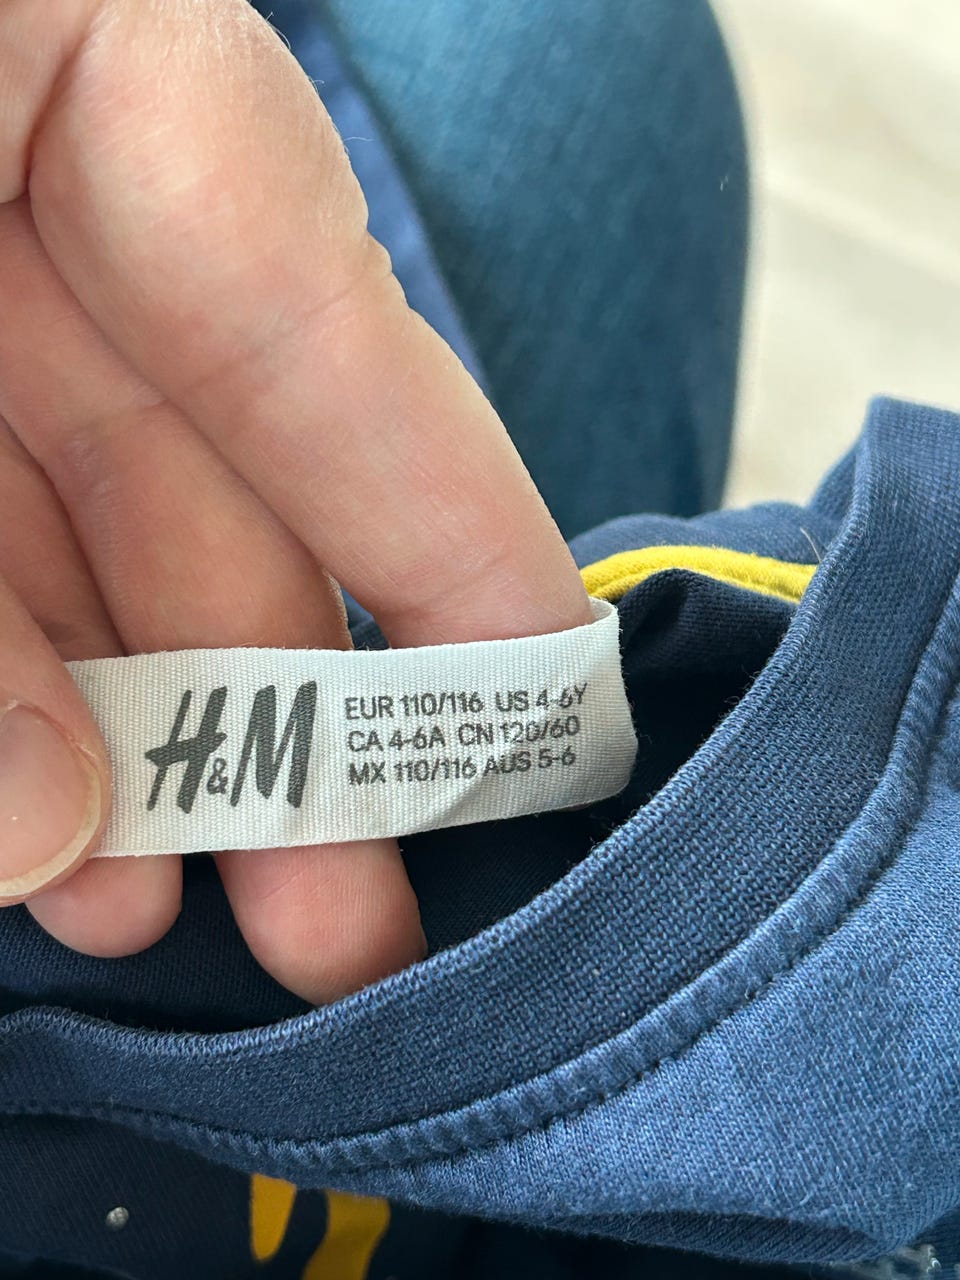 H&M
EUR 110/116 US 4-6Y
CA 4-6A CN 120/60
MX 110/116 AUS 5-6